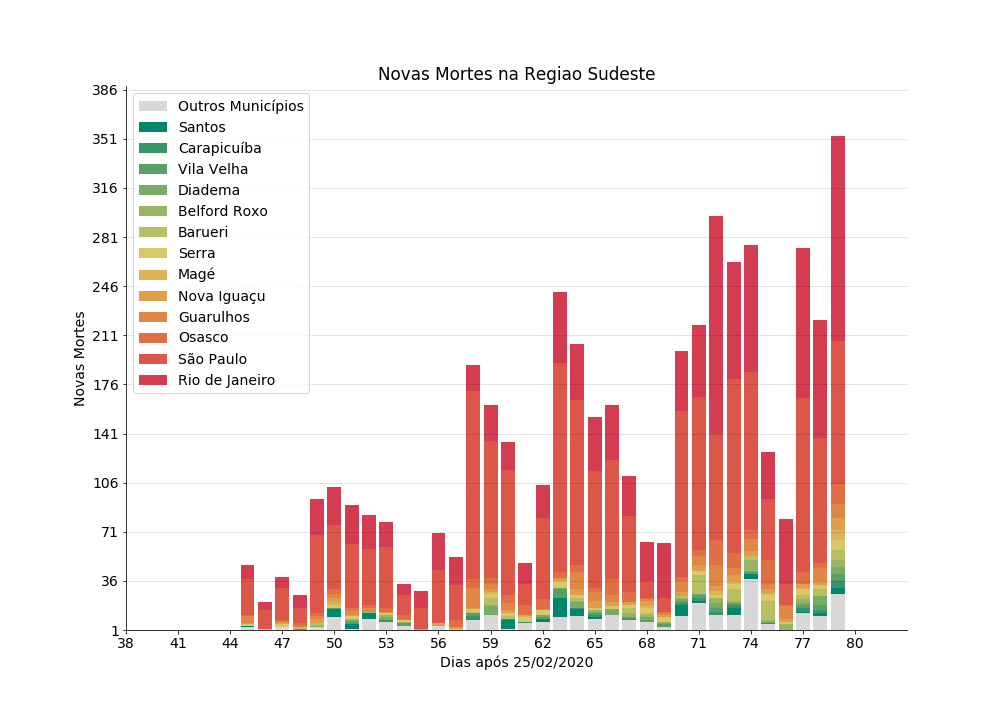 Novas Mortes na Regiao Sudeste
Novas Mortes
386
351
316
281
246
211
176
141
106
71
36
1
Outros Municípios
Santos
Carapicuíba
Vila Velha
Diadema
Belford Roxo
Barueri
Serra
Magé
Nova Iguaçu
Guarulhos
Osasco
São Paulo
Rio de Janeiro
38 41 44 47 50 53 56 59 62 65 68 71 74 77 80
Dias após 25/02/2020